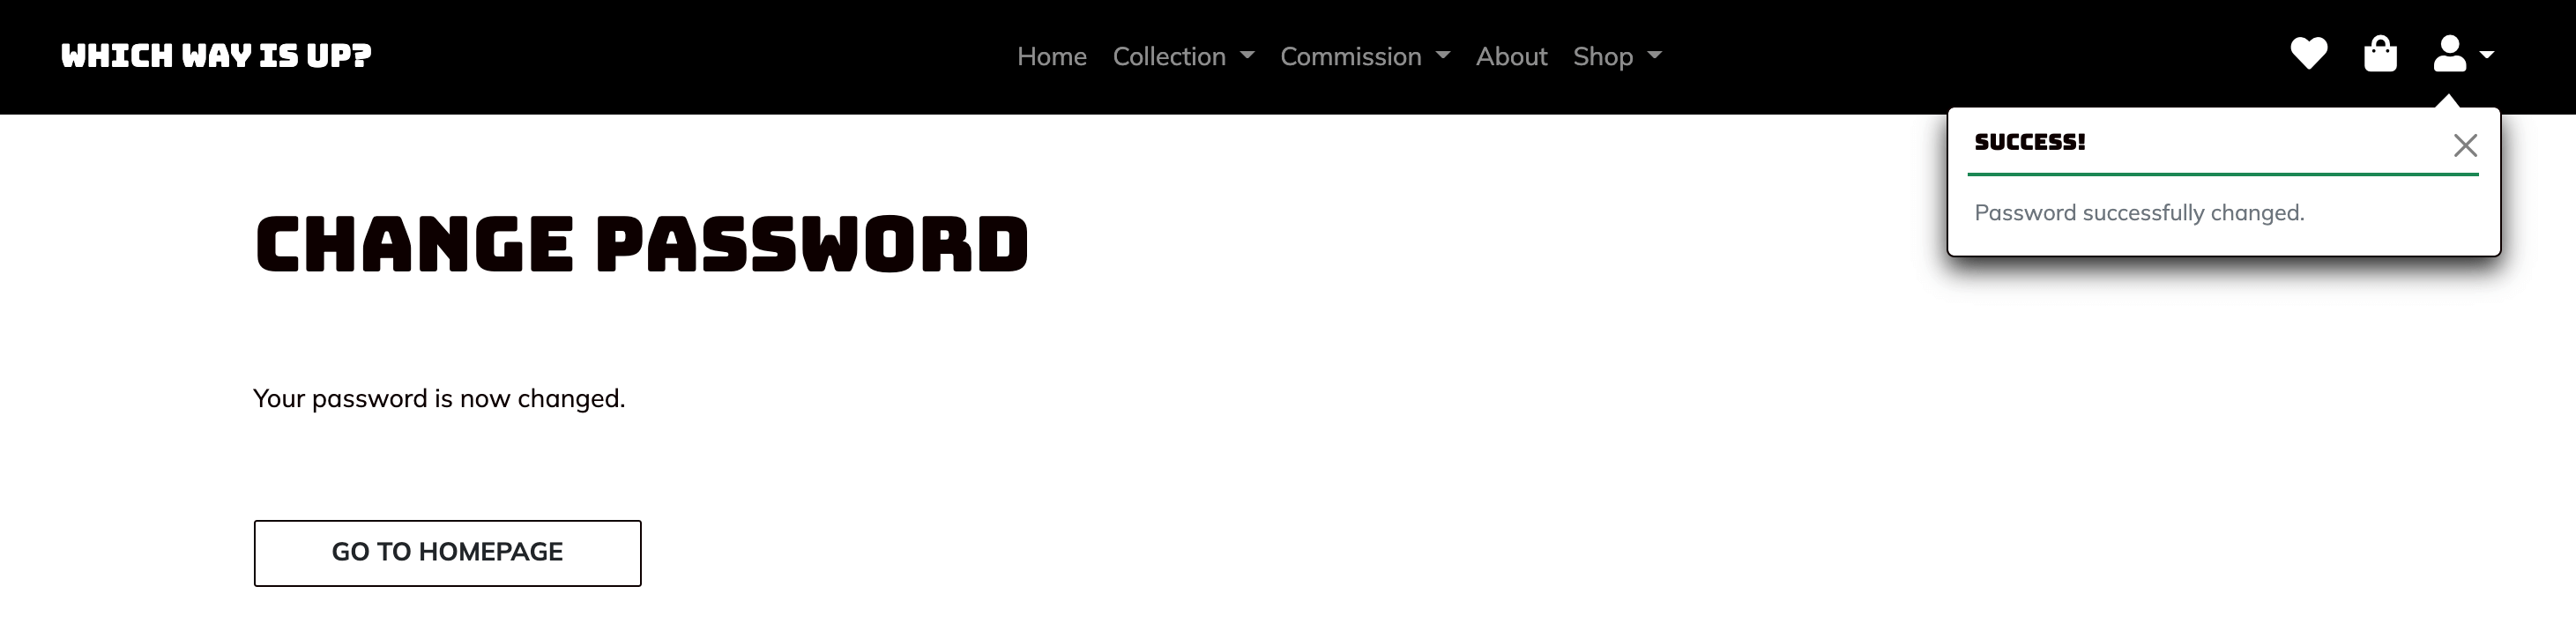 WHICH WAY IS UP?
Home Collection Commission About Shop
SUCCESS!
Password successfully changed.
CHANGE PASSWORD
Your password is now changed.
GO TO HOMEPAGE